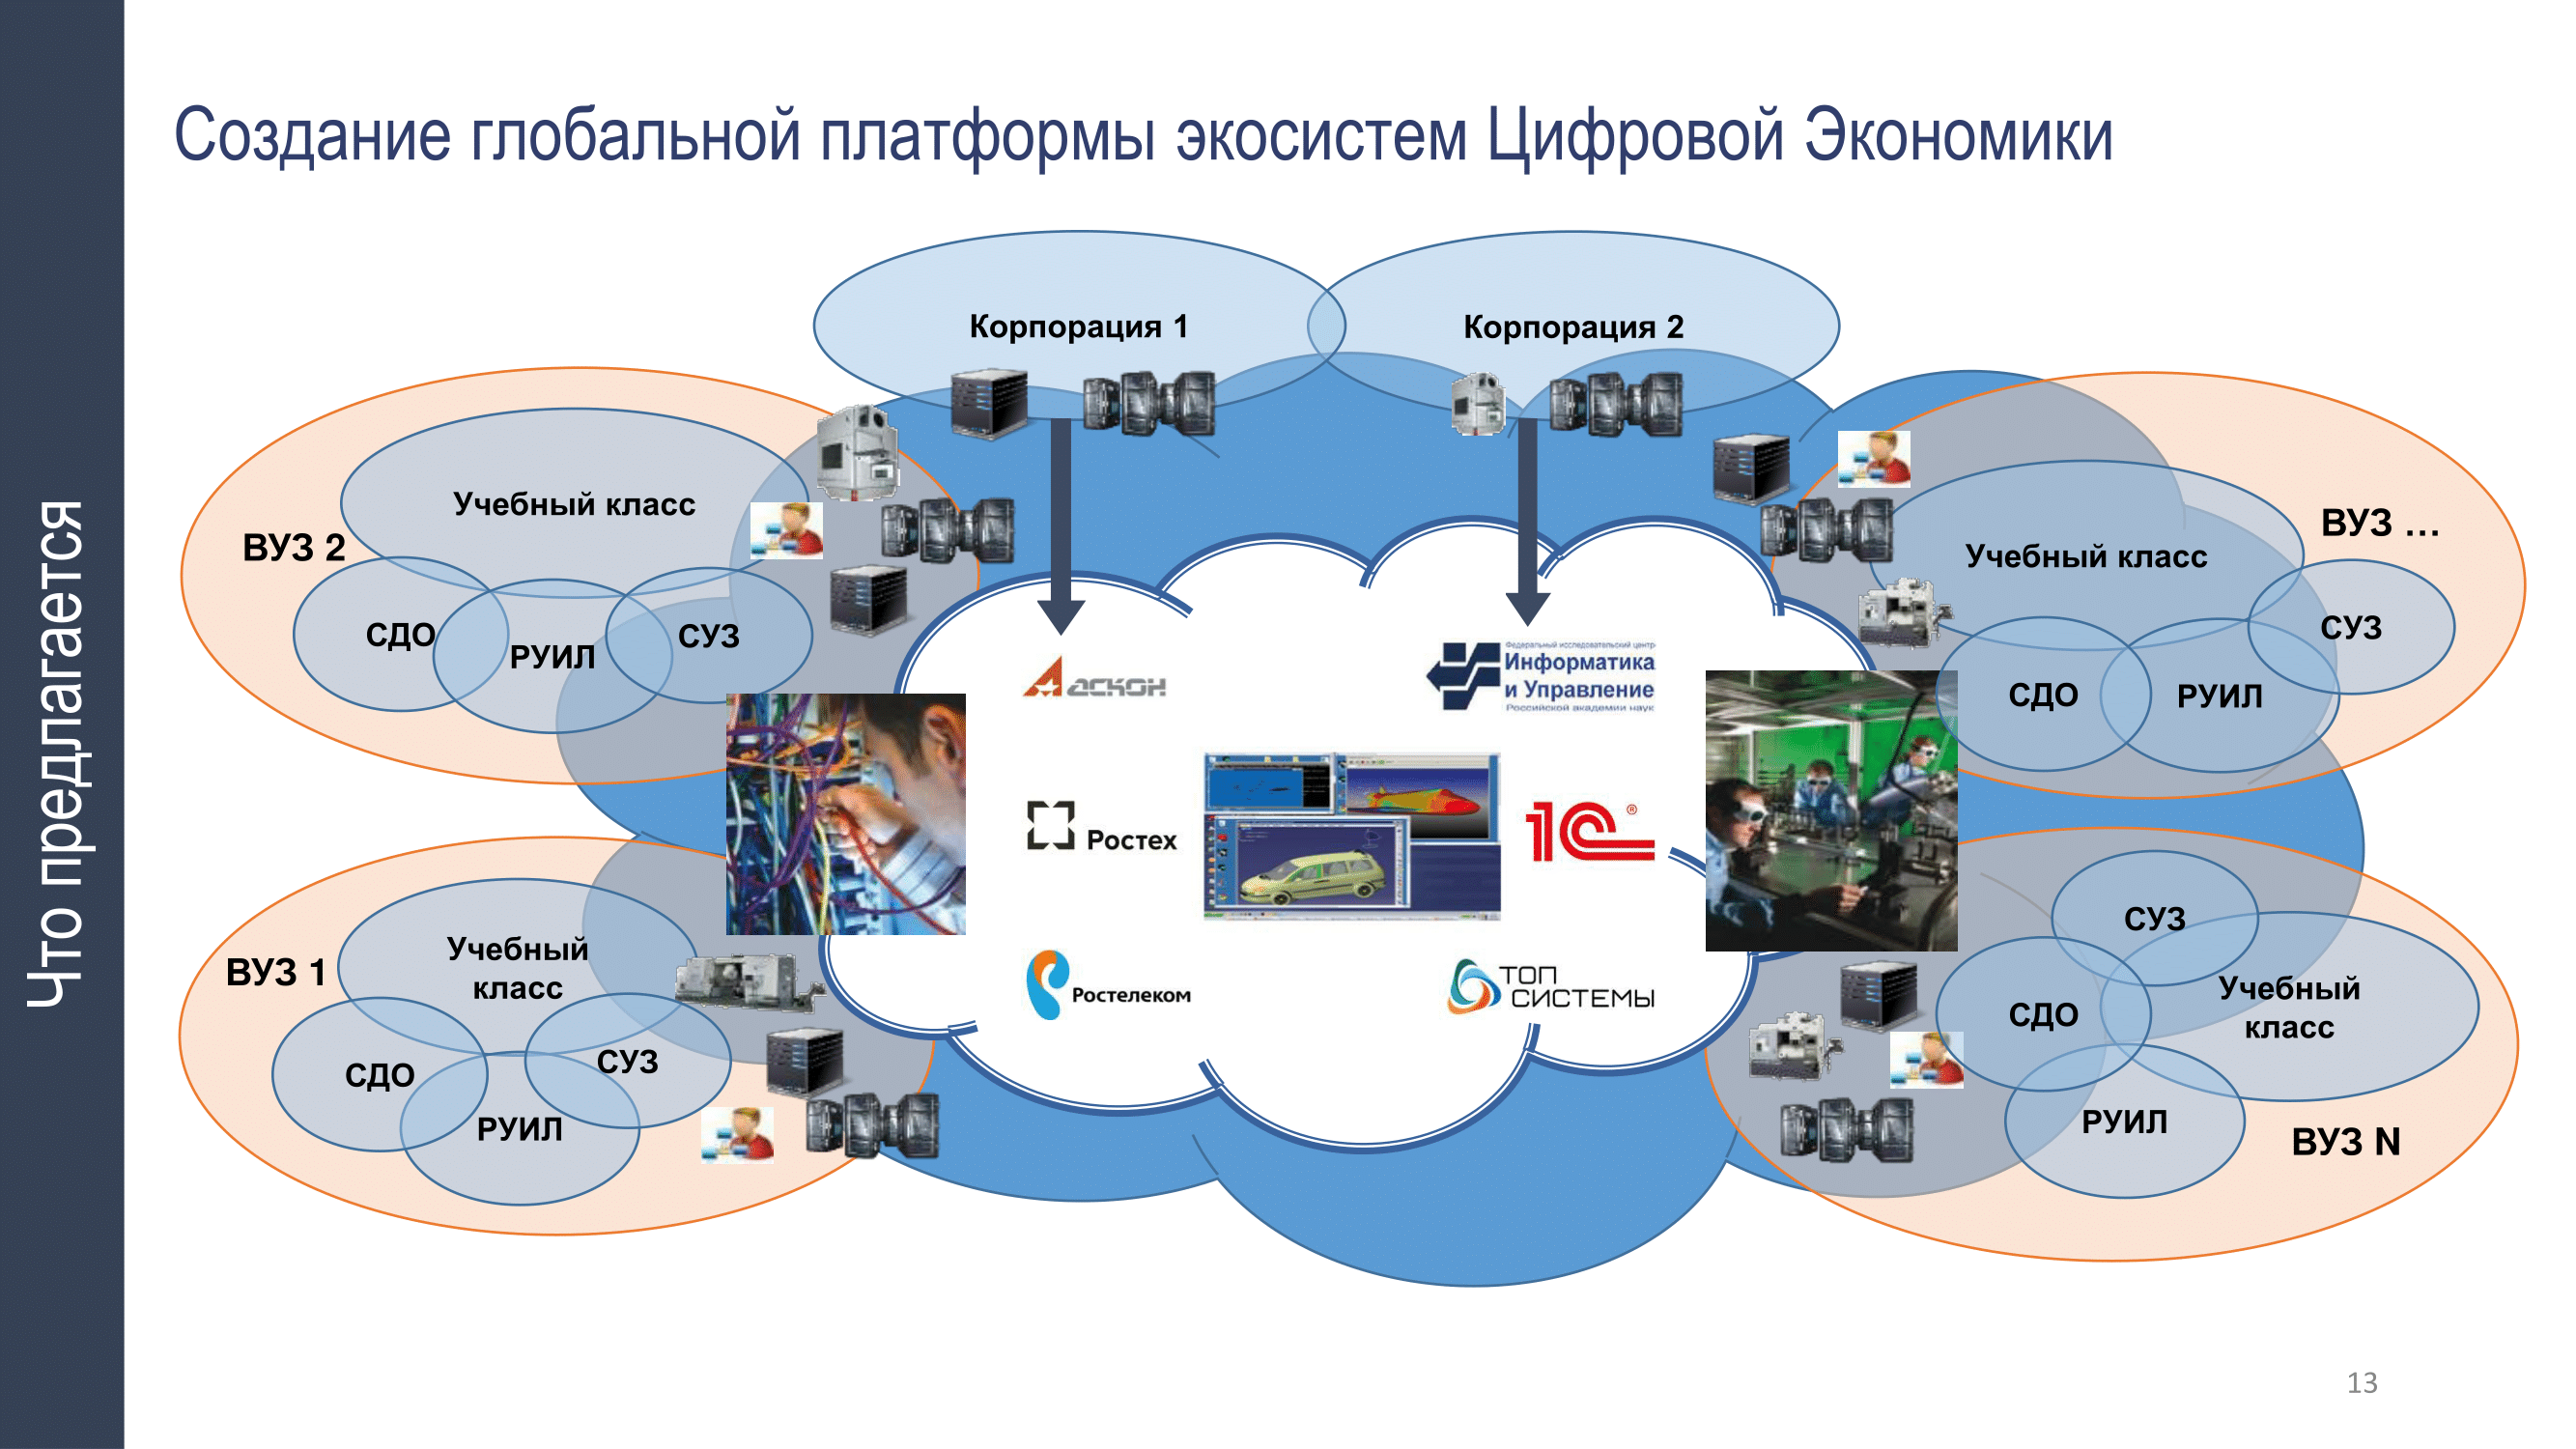 Что предлагается
Создание глобальной платформы экосистем Цифровой Экономики
Корпорация 1
Корпорация 2
ВУЗ 2
Учебный класс
СДО
РУИЛ
СУЗ
ВУЗ ...
Учебный класс
СУЗ
СДО
РУИЛ
АСКОН
Федеральный исследовательский центр
Информатика
и Управление
Российской академии наук
Ростех
1С®
Ростелеком
ТОП
СИСТЕМЫ
ВУЗ 1
Учебный
класс
СДО
СУЗ
РУИЛ
СУЗ
СДО
Учебный
класс
РУИЛ
ВУЗ N
13